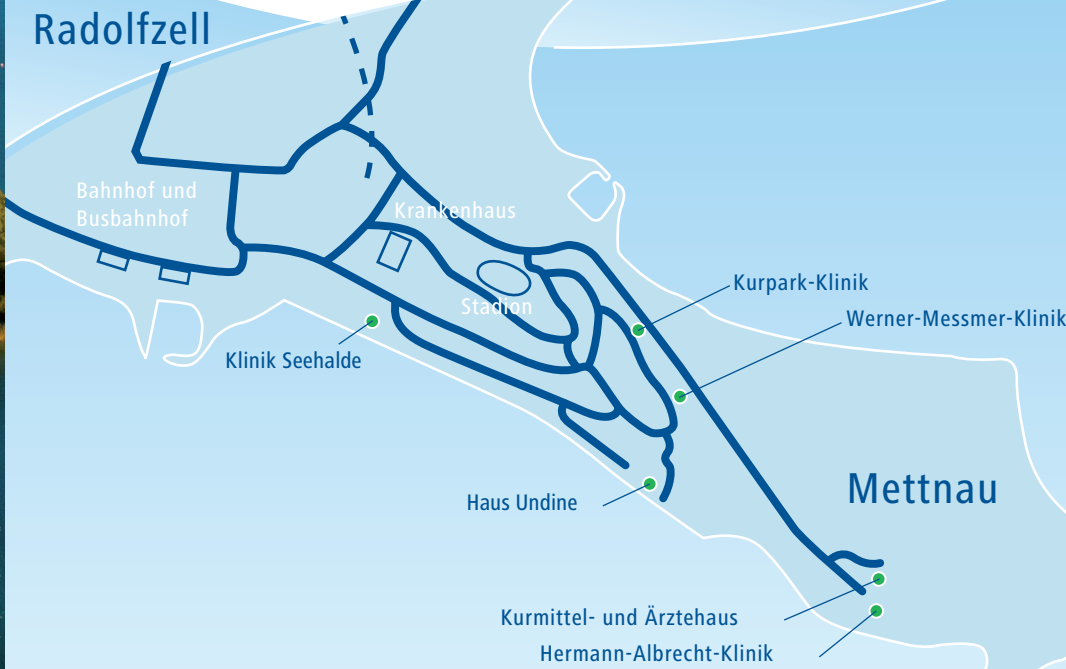 Radolfzell
Bahnhof und
Busbahnhof
Krankenhaus
Stadion
Kurpark-Klinik
Werner-Messmer-Klinik
Klinik Seehalde
Haus Undine
Mettnau
Kurmittel- und Ärztehaus
Hermann-Albrecht-Klinik